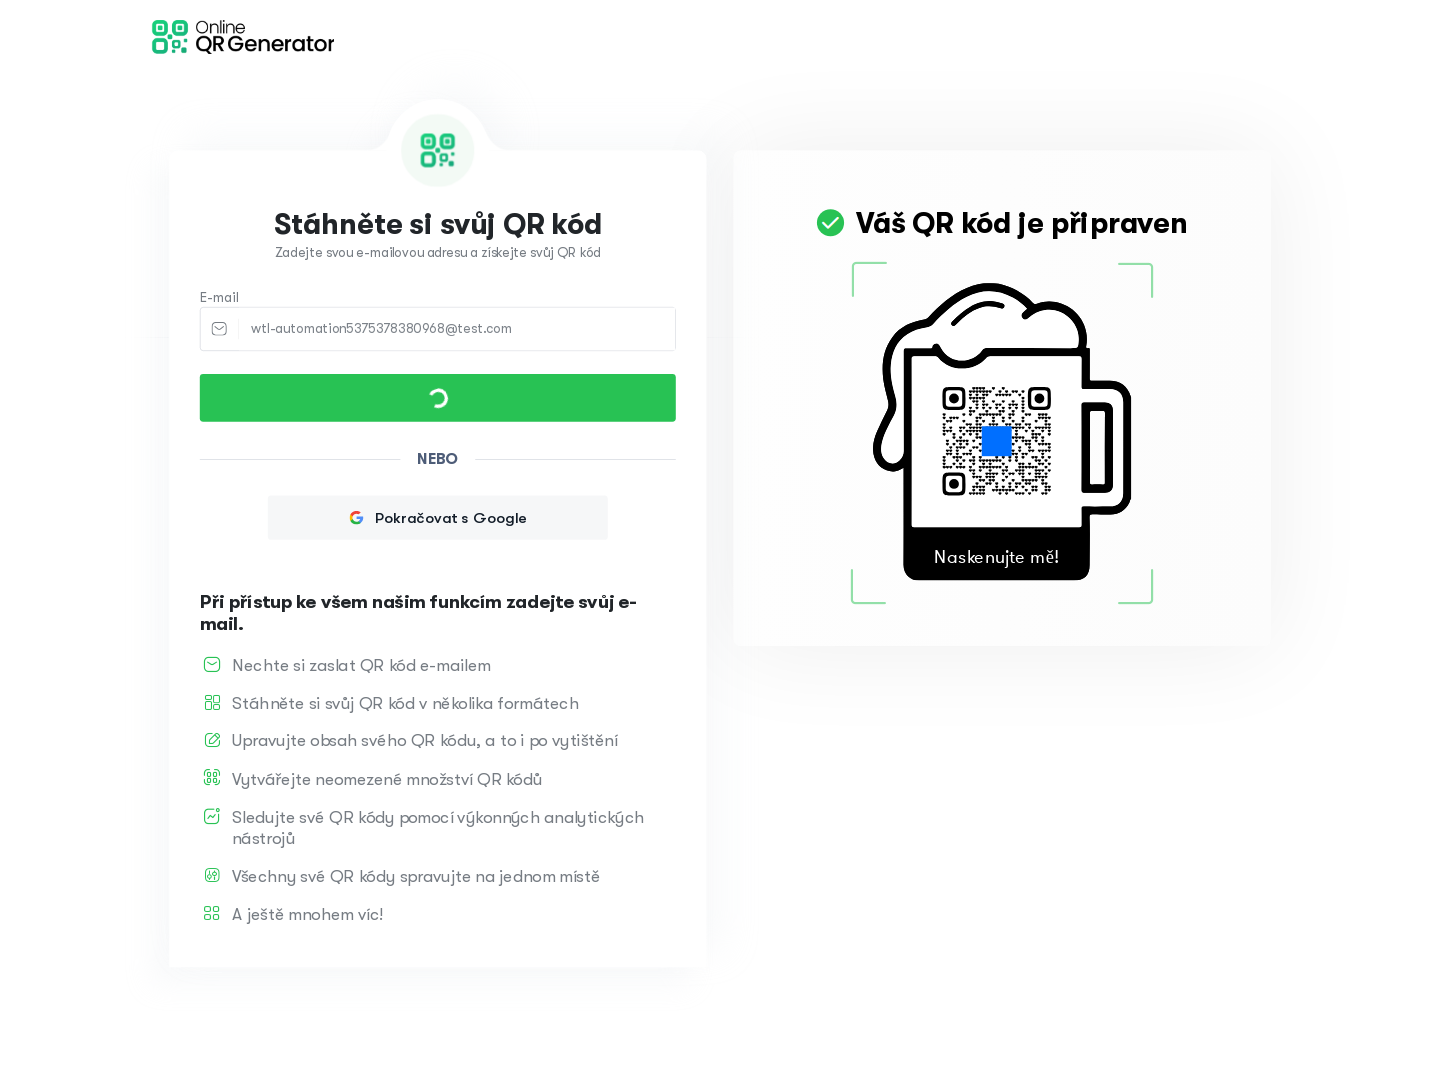 Online
QR Generator
Stáhněte si svůj QR kód
Zadejte svou e-mailovou adresu a získejte svůj QR kód
E-mail
wtl-automation5375378380968@test.com
NEBO
Pokračovat s Google
Při přístup ke všem našim funkcím zadejte svůj e-
mail.
Nechte si zaslat QR kód e-mailem
Stáhněte si svůj QR kód v několika formátech
Upravujte obsah svého QR kódu, a to i po vytištění
Vytvářejte neomezené množství QR kódů
Sledujte své QR kódy pomocí výkonných analytických
nástrojů
Všechny své QR kódy spravujte na jednom místě
A ještě mnohem víc!
Váš QR kód je připraven
Naskenujte mě!